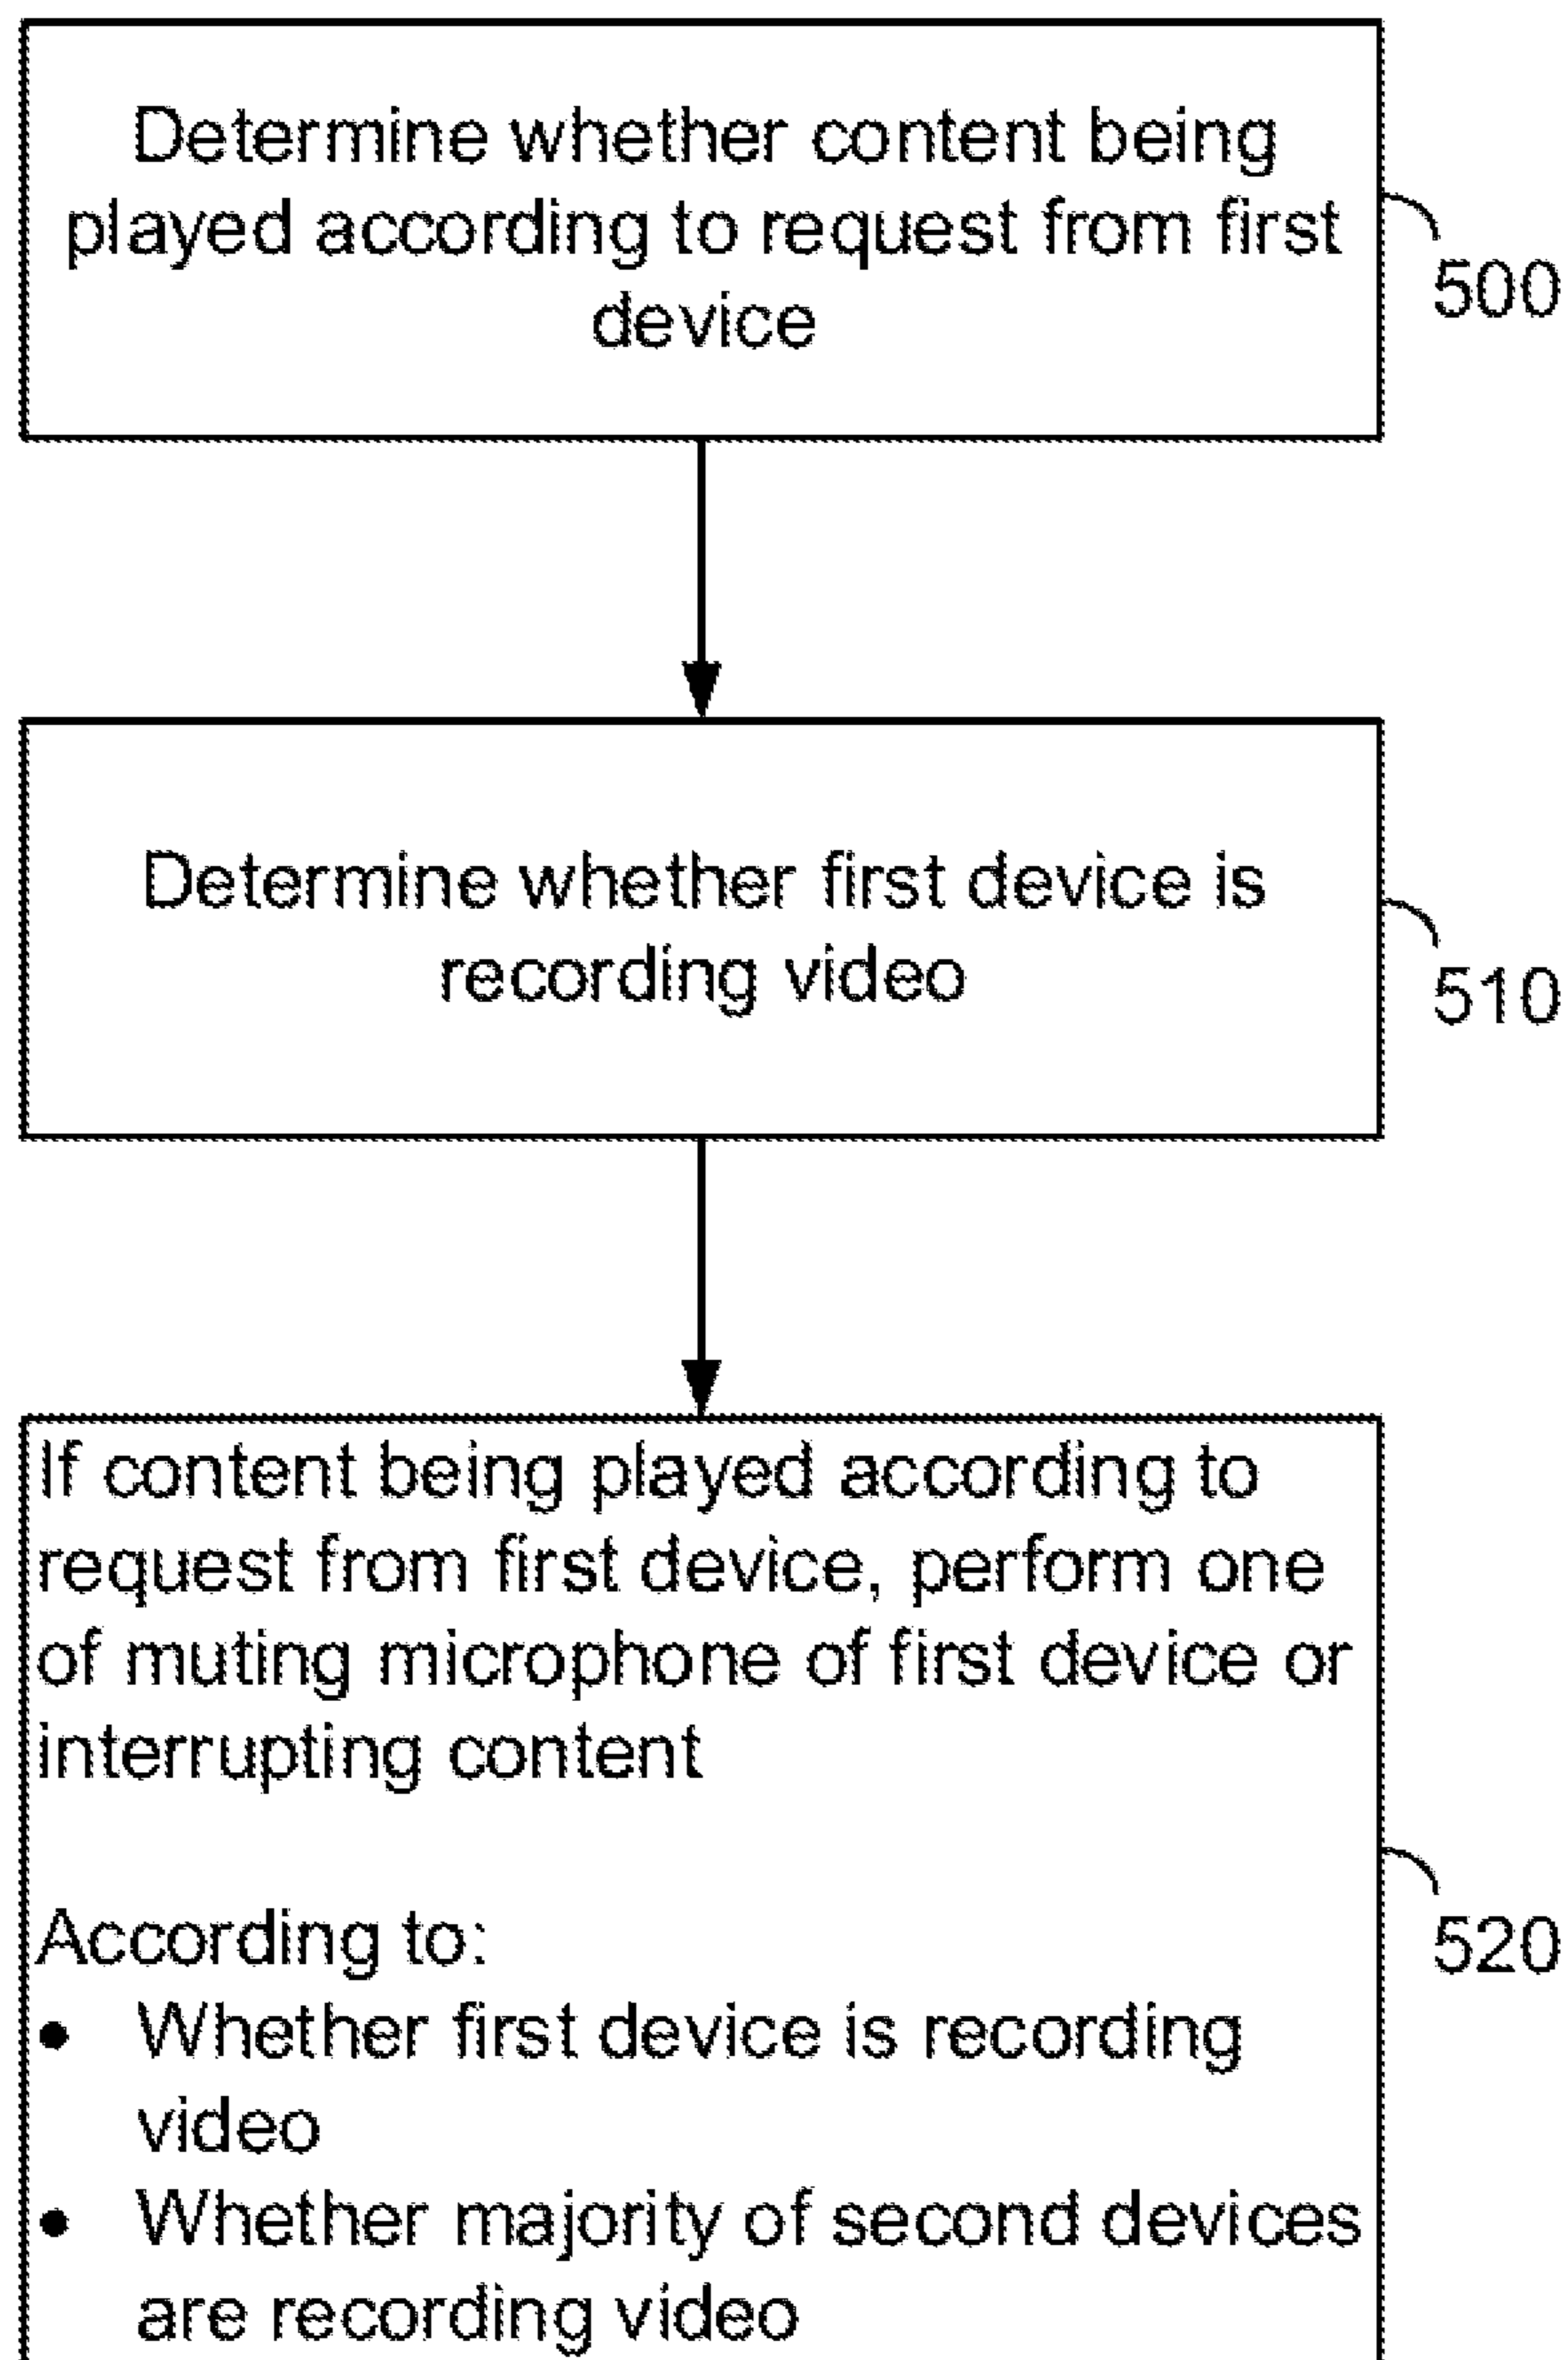 Determine whether content being
played according to request from first
device
500
Determine whether first device is
recording video
510
If content being played according to
request from first device, perform one
of muting microphone of first device or
interrupting content
According to:
• Whether first device is recording
video
• Whether majority of second devices
are recording video
520